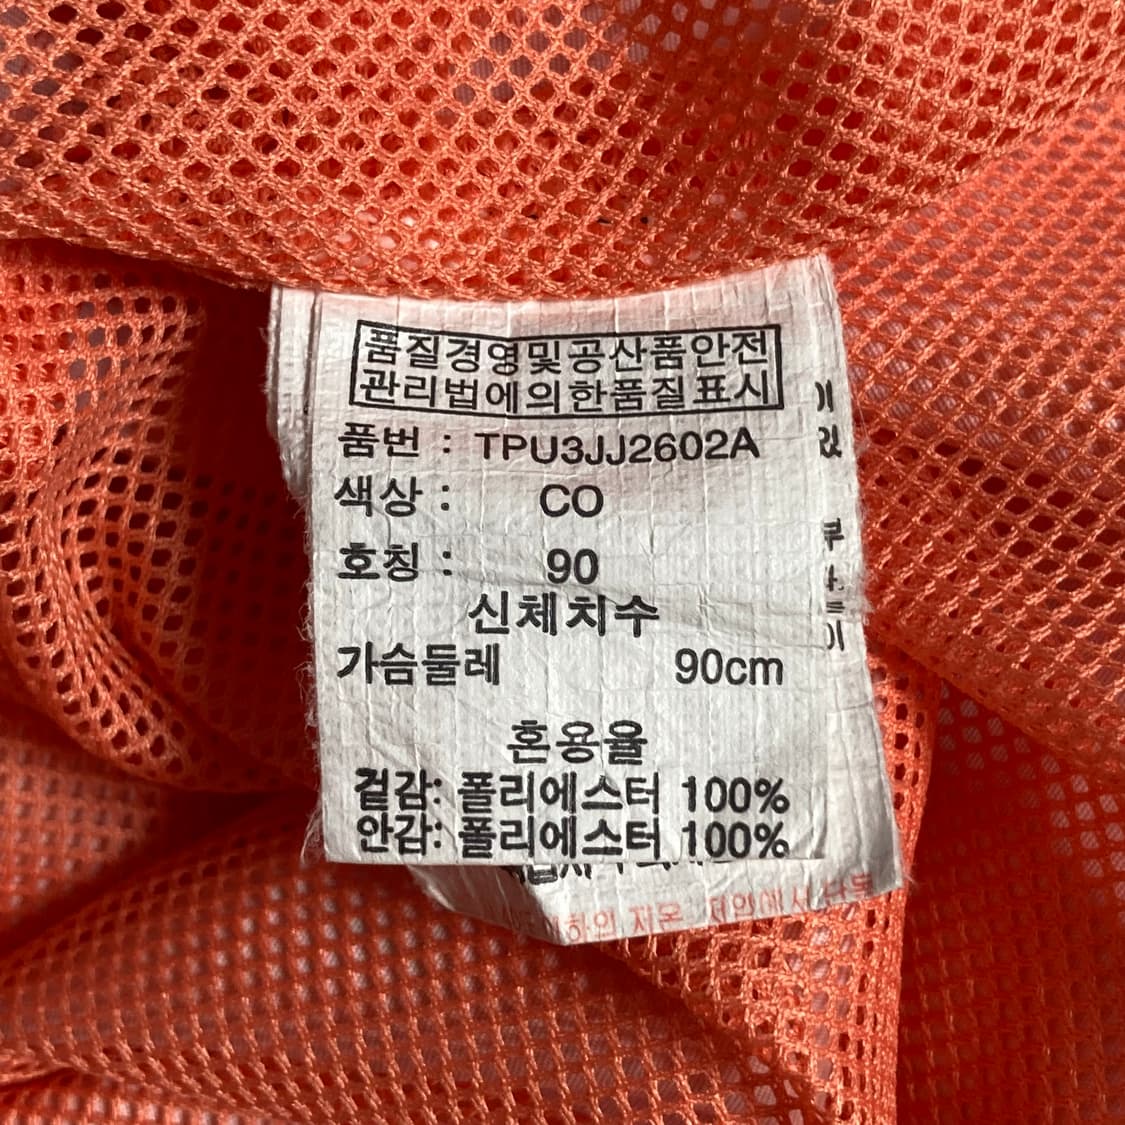 품질경영및공산품안전
관리법에의한품질표시
품번 : TPU3JJ2602A
색상 : CO
호칭 : 90
신체치수
가슴둘레 90cm
혼용율
겉감: 폴리에스터 100%
안감: 폴리에스터 100%